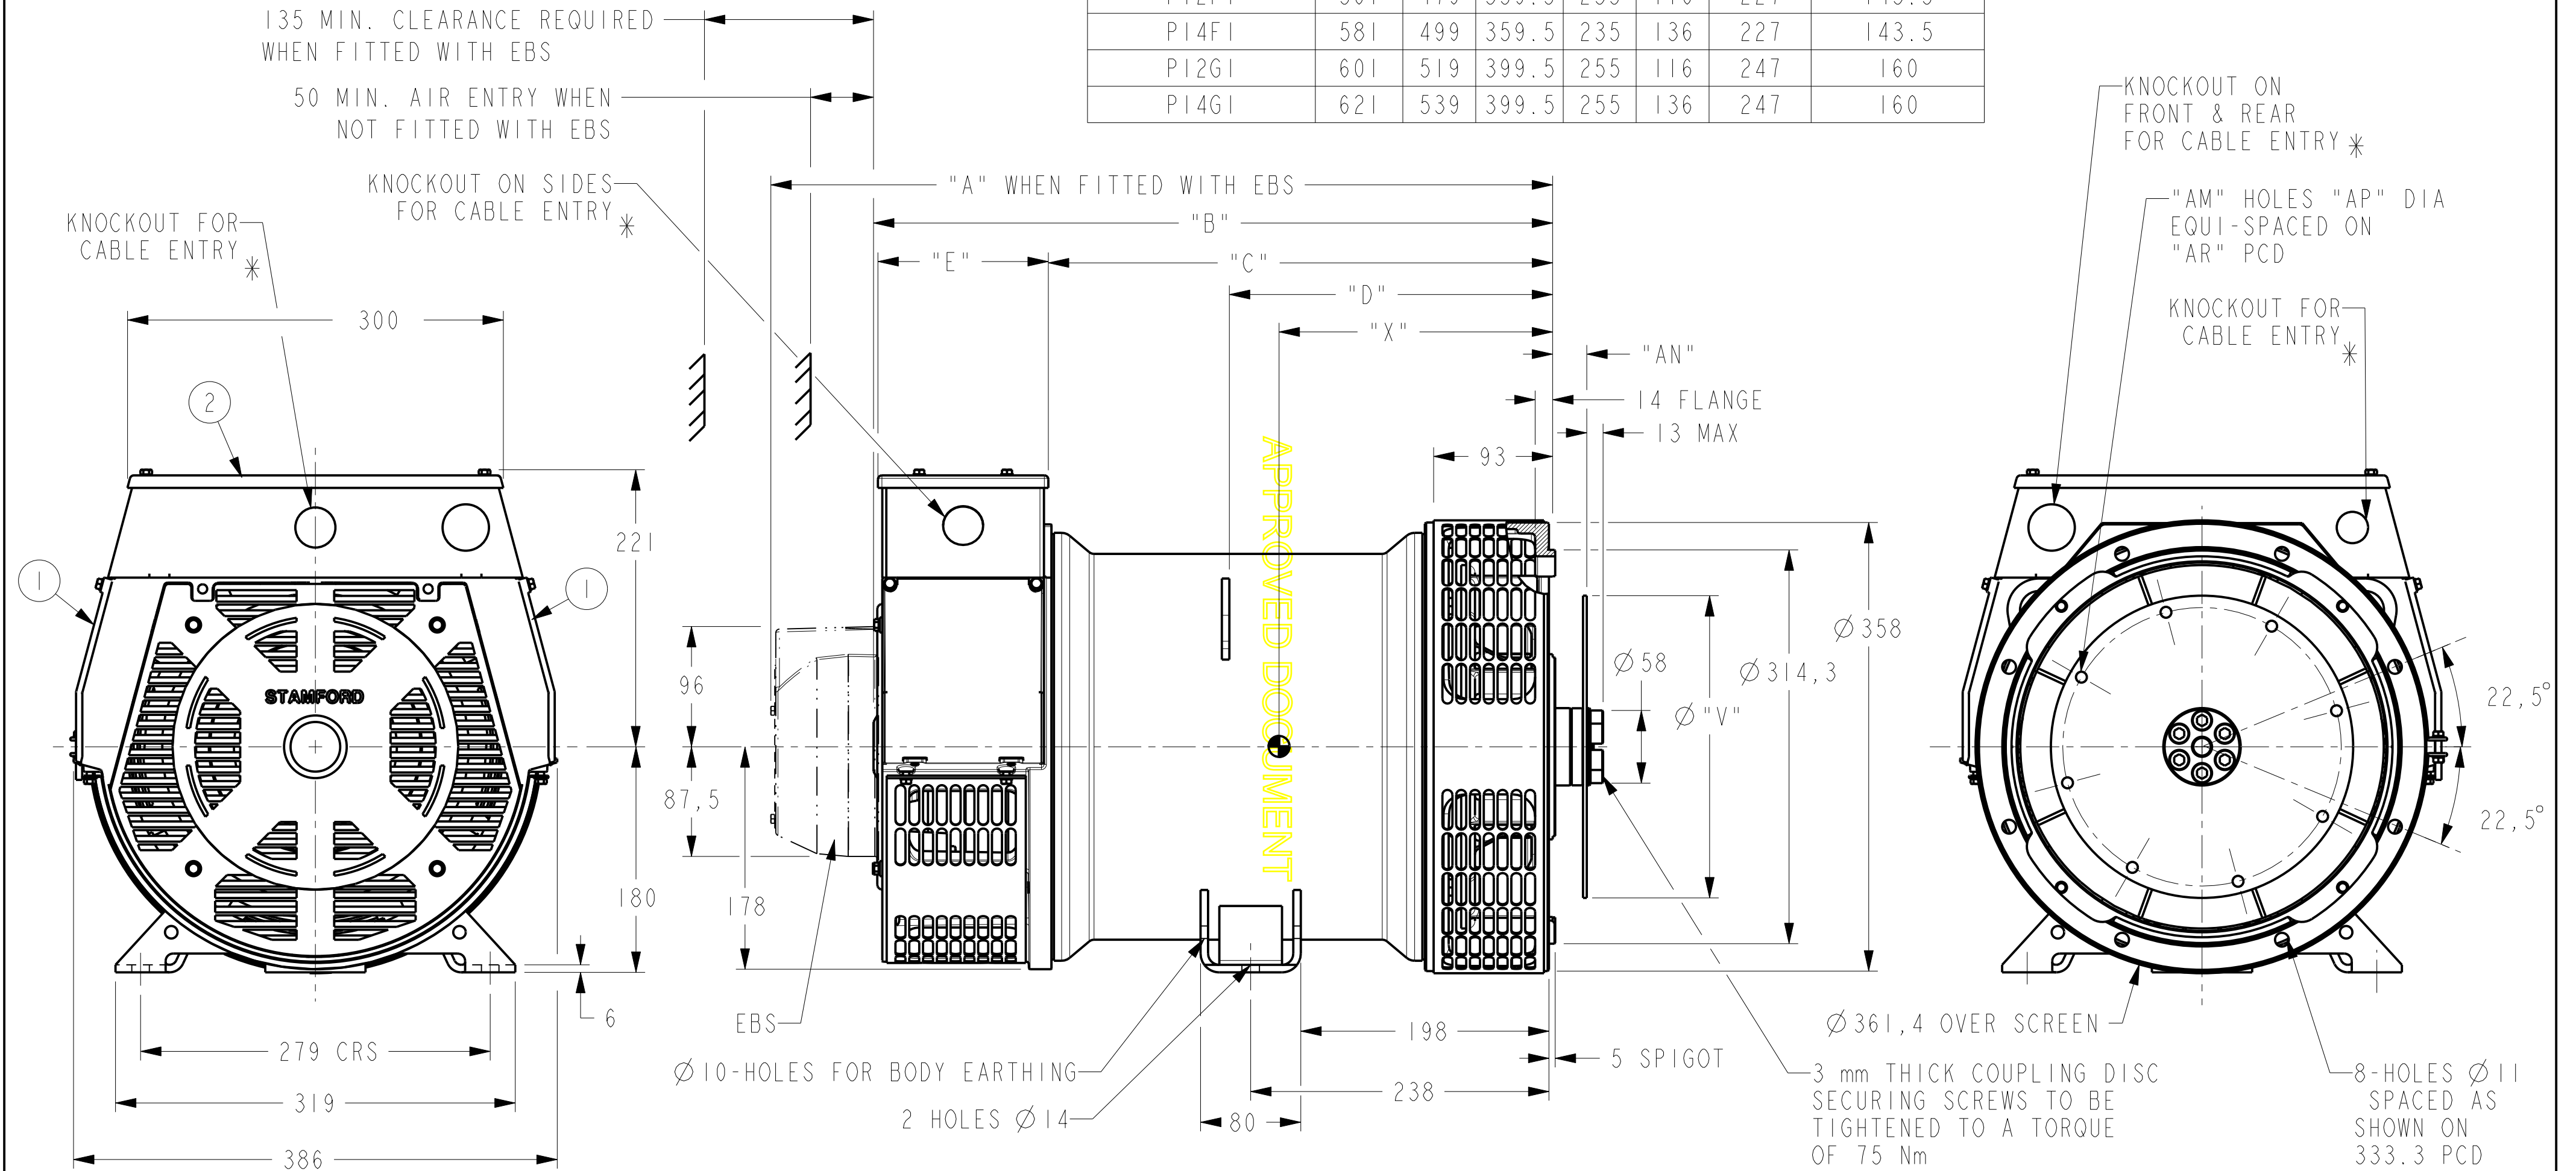 135 MIN. CLEARANCE REQUIRED
WHEN FITTED WITH EBS
50 MIN. AIR ENTRY WHEN
NOT FITTED WITH EBS
P14F1 581 499 359.5 235 136 227 143.5
P12G1 601 519 399.5 255 116 247 160
P14G1 621 539 399.5 255 136 247 160
KNOCKOUT ON
FRONT & REAR
FOR CABLE ENTRY *
KNOCKOUT ON SIDES
FOR CABLE ENTRY
*
KNOCKOUT FOR
CABLE ENTRY
*
"A" WHEN FITTED WITH EBS
"B"
"E"
"C"
"D"
"X"
"AN"
14 FLANGE
13 MAX
93
"AM" HOLES "AP" DIA
EQUI-SPACED ON
"AR" PCD
KNOCKOUT FOR
CABLE ENTRY
*
300
2
1
1
221
STAMFORD
180
6
279 CRS
319
386
96
87,5
178
EBS
APPROVED DOCUMENT
Ø58
Ø"V"
Ø314,3
Ø358
22,5°
22,5°
198
5 SPIGOT
238
80
Ø10-HOLES FOR BODY EARTHING
2 HOLES Ø14
Ø361,4 OVER SCREEN
3 mm THICK COUPLING DISC
SECURING SCREWS TO BE
TIGHTENED TO A TORQUE
OF 75 Nm
8-HOLES Ø11
SPACED AS
SHOWN ON
333.3 PCD